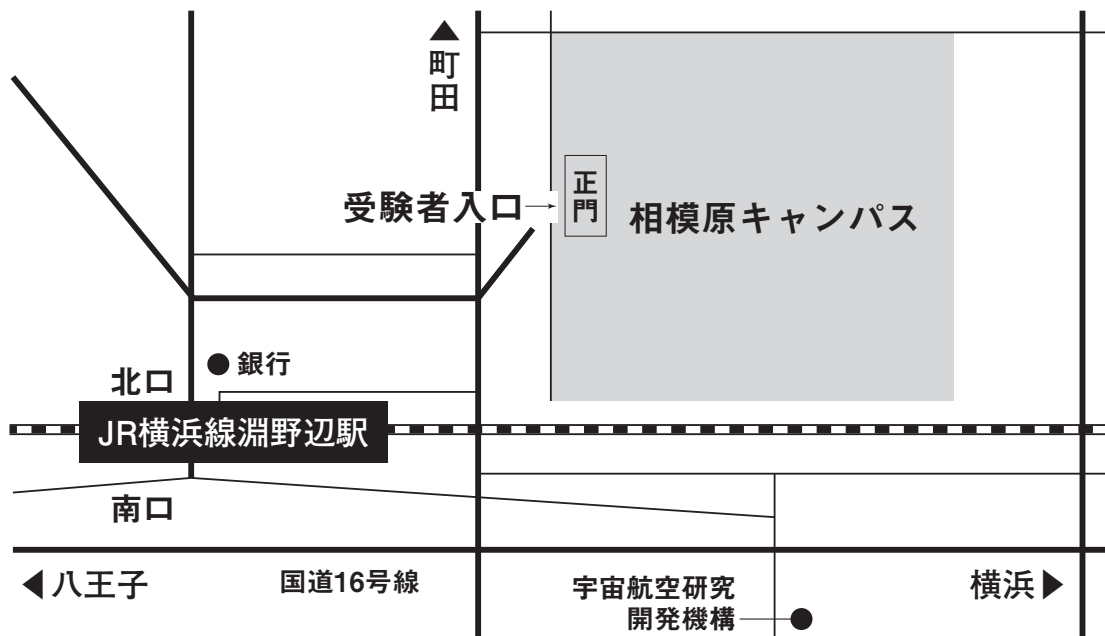 ▲
町
田
受験者入口
正
門
相模原キャンパス
銀行
北口
JR横浜線淵野辺駅
南口
◀八王子
国道16号線
宇宙航空研究
開発機構
横浜▶